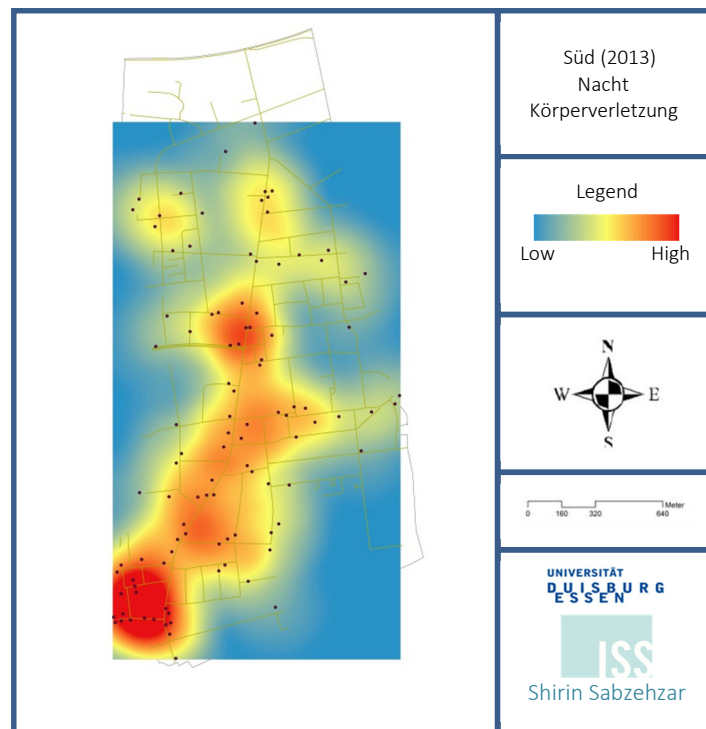 Süd (2013)
Nacht
Körperverletzung
Legend
Low High
N
W E
S
Meter
0 160 320 640
UNIVERSITÄT
DUISBURG
ESSEN
ISS
Shirin Sabzehzar